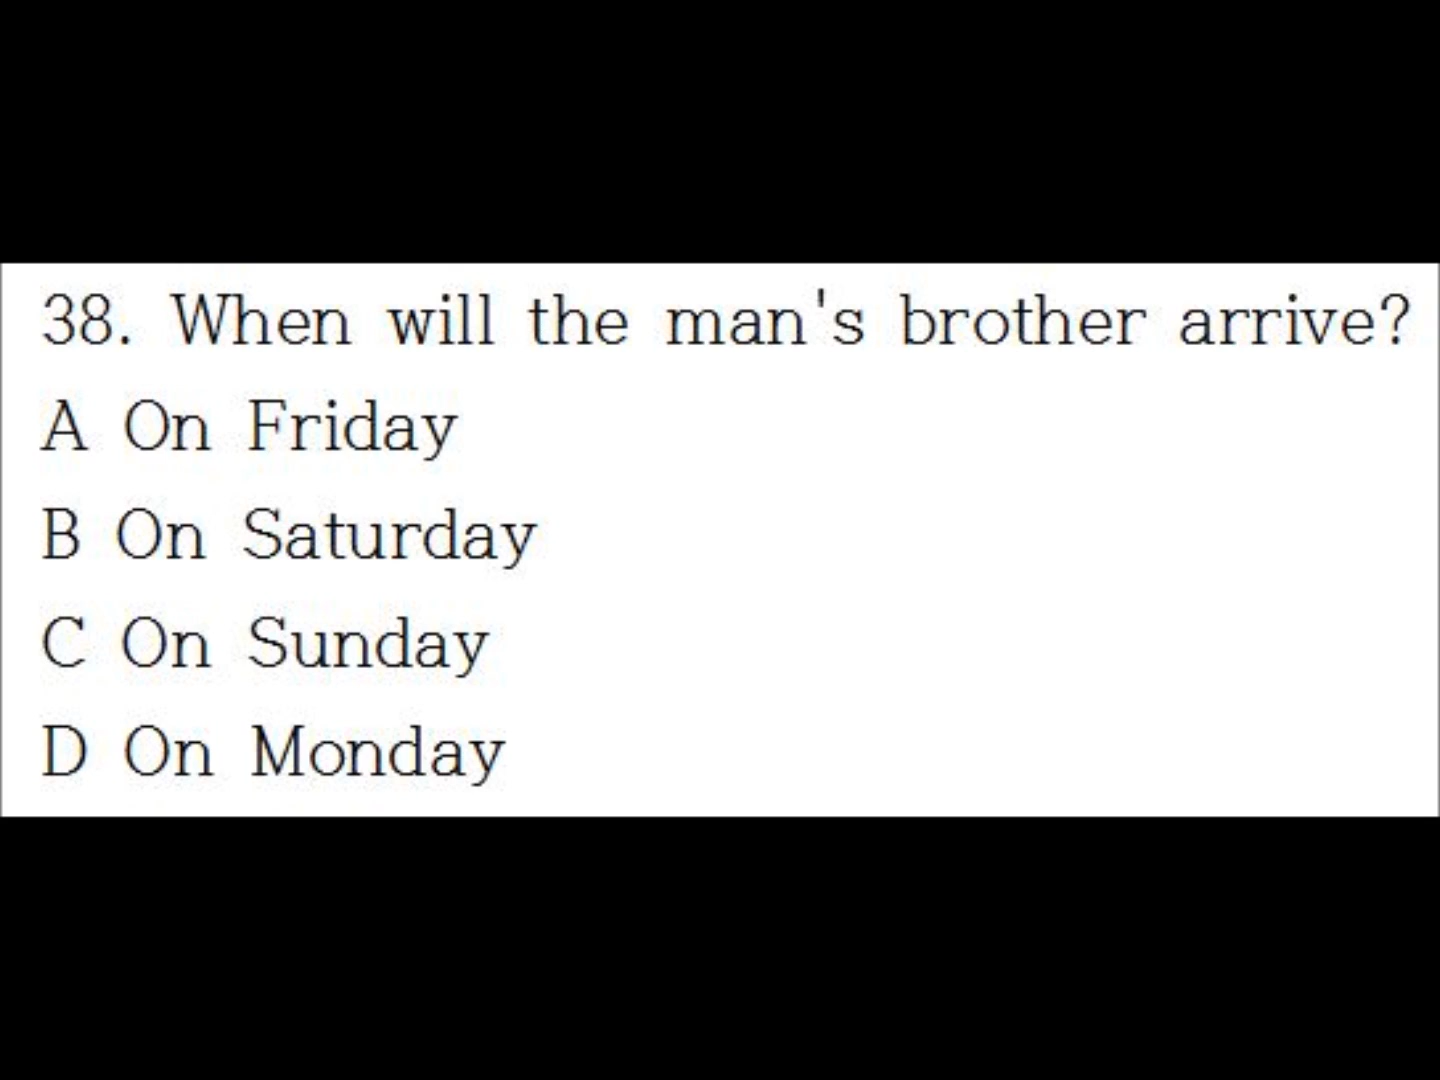 38. When will the man's brother arrive?
A On Friday
B On Saturday
C On Sunday
D On Monday